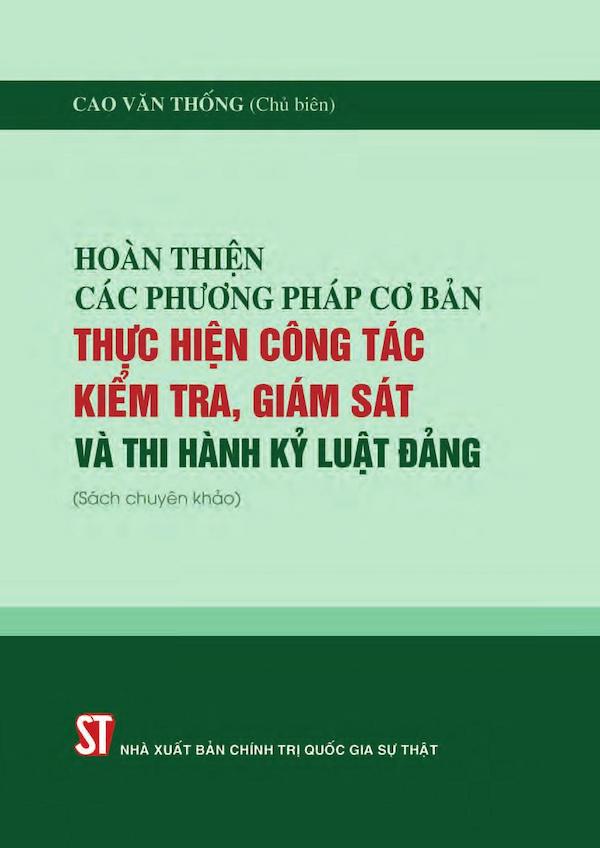 CAO VĂN THỐNG (Chủ biên)
HOÀN THIỆN
CÁC PHƯƠNG PHÁP CƠ BẢN
THỰC HIỆN CÔNG TÁC
KIỂM TRA, GIÁM SÁT
VÀ THI HÀNH KỶ LUẬT ĐẢNG
(Sách chuyên khảo)
ST
NHÀ XUẤT BẢN CHÍNH TRỊ QUỐC GIA SỰ THẬT